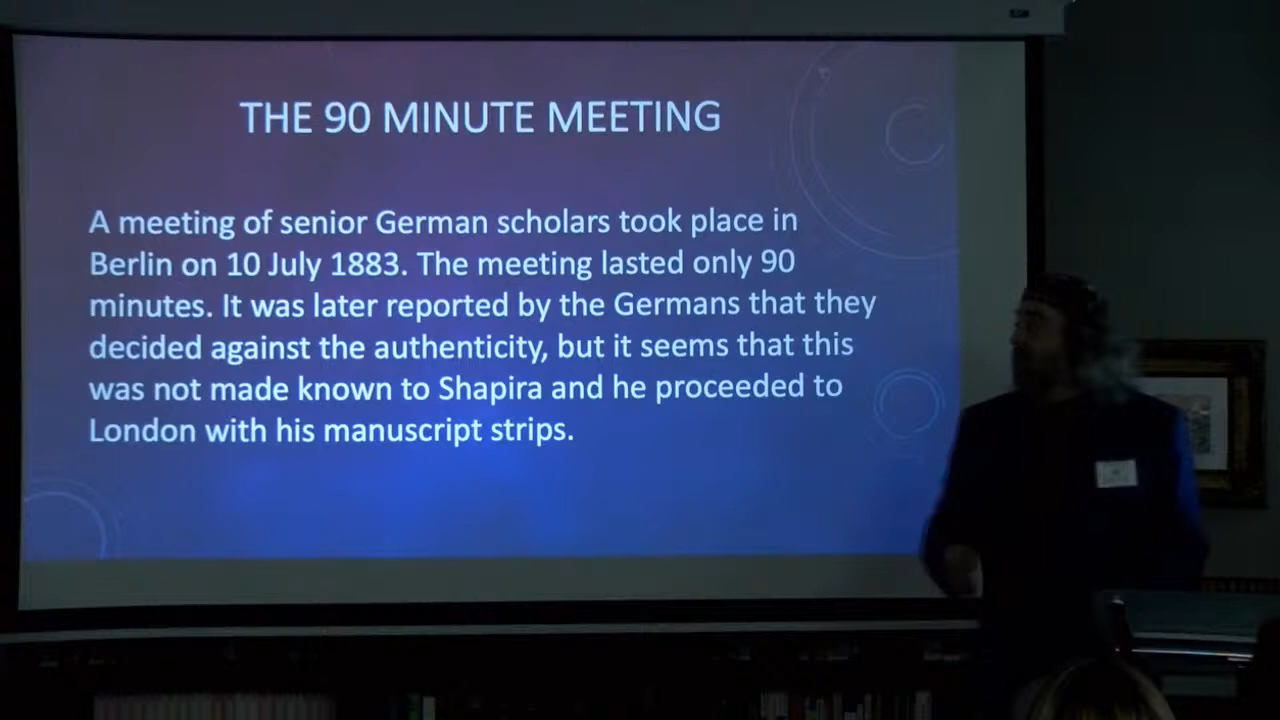 THE 90 MINUTE MEETING
A meeting of senior German scholars took place in
Berlin on 10 July 1883. The meeting lasted only 90
minutes. It was later reported by the Germans that they
decided against the authenticity, but it seems that this
was not made known to Shapira and he proceeded to
London with his manuscript strips.